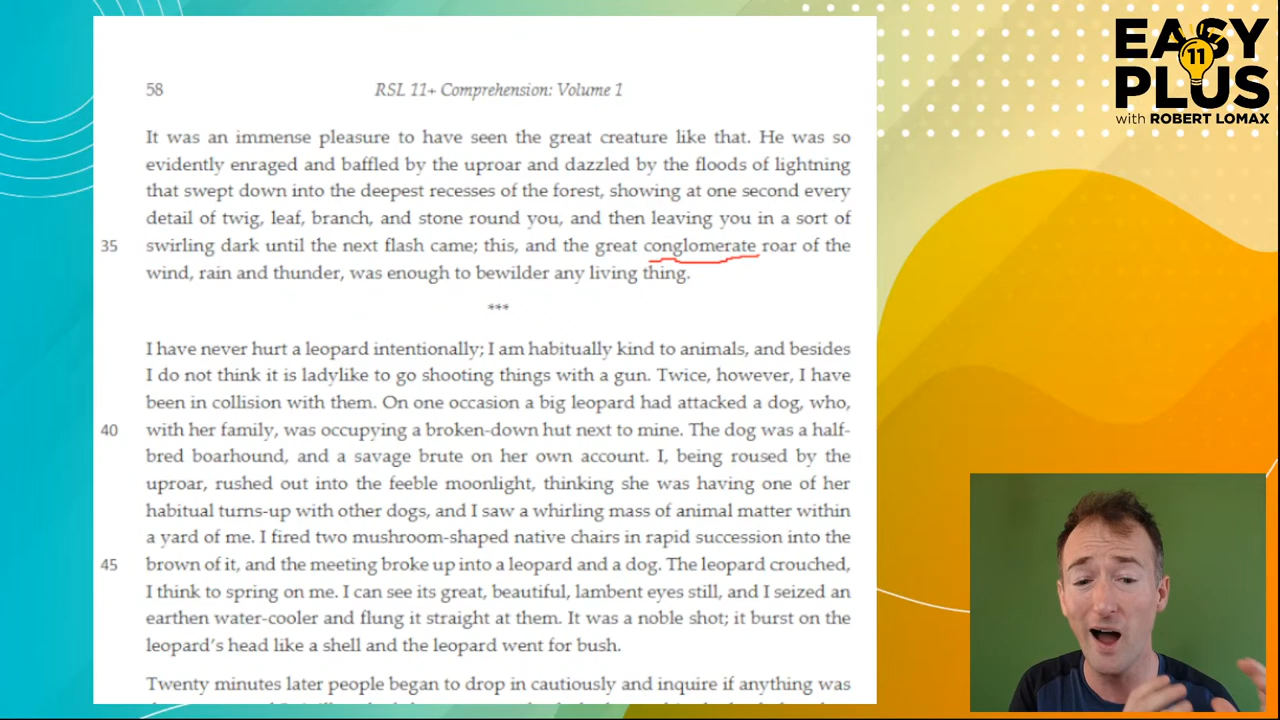 58 RSL 11+ Comprehension: Volume 1
It was an immense pleasure to have seen the great creature like that. He was so
evidently enraged and baffled by the uproar and dazzled by the floods of lightning
that swept down into the deepest recesses of the forest, showing at one second every
detail of twig, leaf, branch, and stone round you, and then leaving you in a sort of
35 swirling dark until the next flash came; this, and the great conglomerate roar of the
wind, rain and thunder, was enough to bewilder any living thing.
***
I have never hurt a leopard intentionally; I am habitually kind to animals, and besides
I do not think it is ladylike to go shooting things with a gun. Twice, however, I have
been in collision with them. On one occasion a big leopard had attacked a dog, who,
40 with her family, was occupying a broken-down hut next to mine. The dog was a half-
bred boarhound, and a savage brute on her own account. I, being roused by the
uproar, rushed out into the feeble moonlight, thinking she was having one of her
habitual turns-up with other dogs, and I saw a whirling mass of animal matter within
a yard of me. I fired two mushroom-shaped native chairs in rapid succession into the
45 brown of it, and the meeting broke up into a leopard and a dog. The leopard crouched,
I think to spring on me. I can see its great, beautiful, lambent eyes still, and I seized an
earthen water-cooler and flung it straight at them. It was a noble shot; it burst on the
leopard's head like a shell and the leopard went for bush.
Twenty minutes later people began to drop in cautiously and inquire if anything was
EASY
11
PLUS
with ROBERT LOMAX